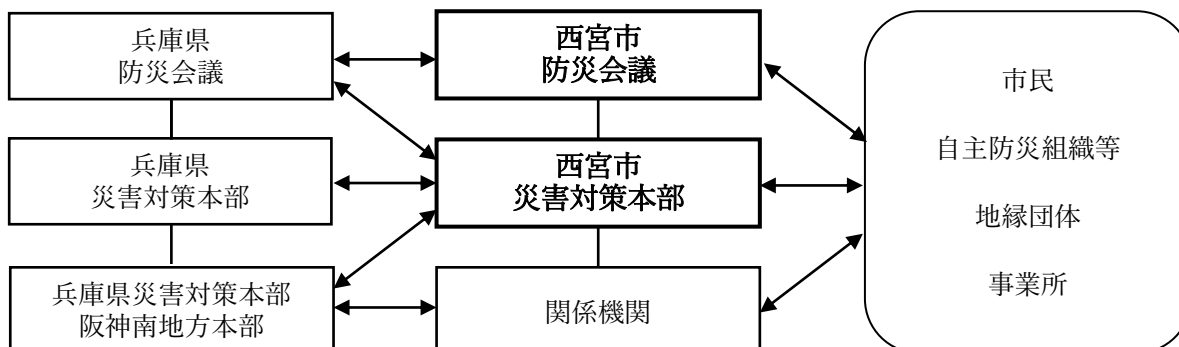 兵庫県
防災会議
西宮市
防災会議
兵庫県
災害対策本部
西宮市
災害対策本部
兵庫県災害対策本部
阪神南地方本部
関係機関
市民
自主防災組織等
地縁団体
事業所